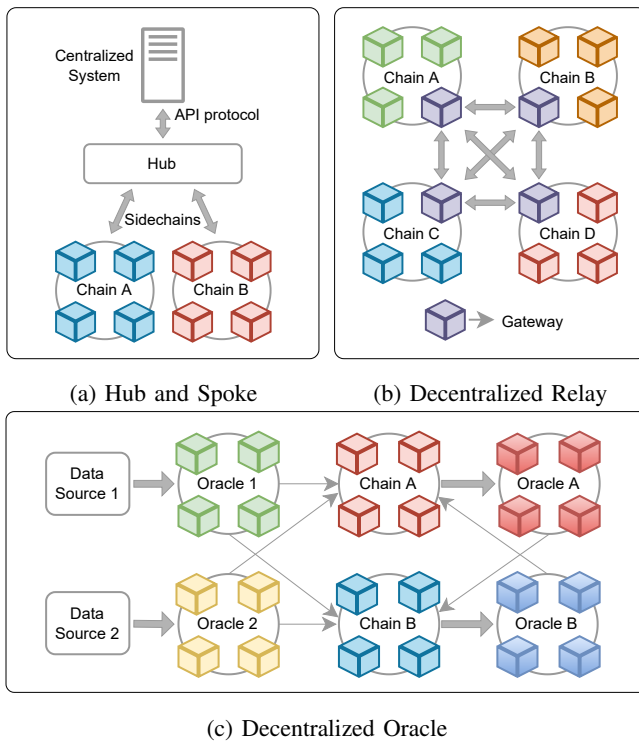 Centralized
System
API protocol
Hub
Sidechains
Chain A
Chain B
(a) Hub and Spoke
Chain A
Chain B
Chain C
Chain D
Gateway
(b) Decentralized Relay
Data
Source 1
Oracle 1
Chain A
Oracle A
Data
Source 2
Oracle 2
Chain B
Oracle B
(c) Decentralized Oracle